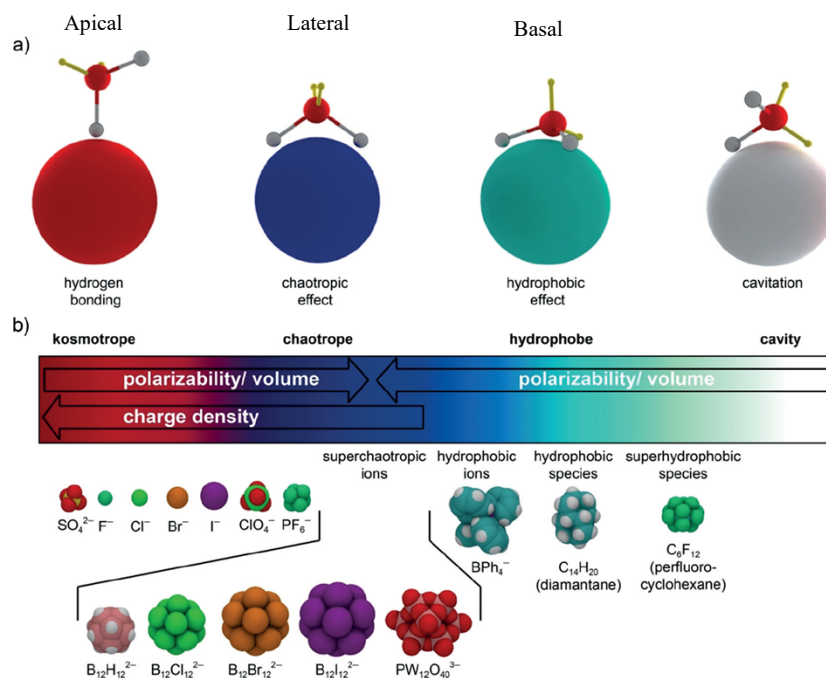 Apical Lateral Basal
a)
hydrogen bonding
chaotropic effect
hydrophobic effect
cavitation
b)
kosmotrope chaotrope hydrophobe cavity
polarizability/ volume polarizability/ volume
charge density
superchaotropic ions
hydrophobic ions
hydrophobic species
superhydrophobic species
SO₄²⁻ F⁻ Cl⁻ Br⁻ I⁻ ClO₄⁻ PF₆⁻
BPh₄⁻
C₁₄H₂₀ (diamantane)
C₆F₁₂ (perfluoro-cyclohexane)
B₁₂H₁₂²⁻ B₁₂Cl₁₂²⁻ B₁₂Br₁₂²⁻ B₁₂I₁₂²⁻ PW₁₂O₄₀³⁻